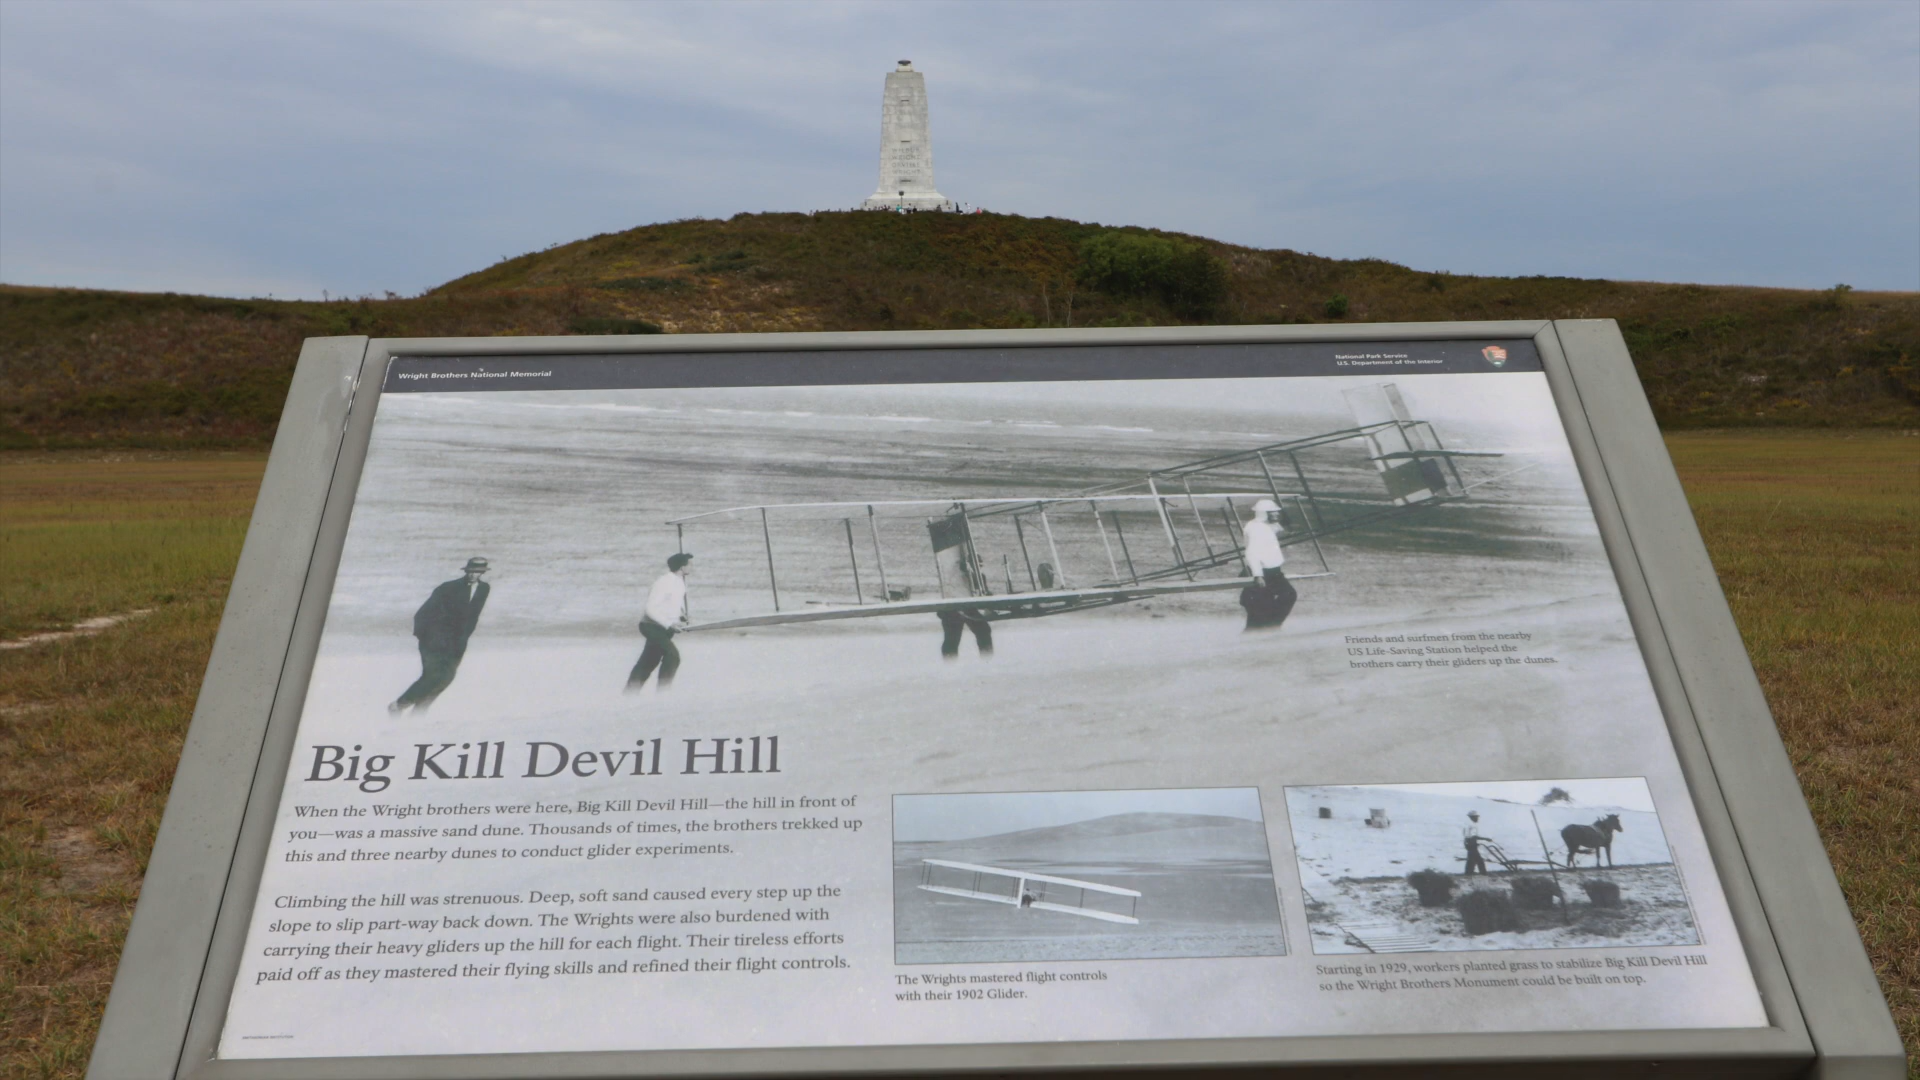 Wright Brothers National Memorial
National Park Service
U.S. Department of the Interior
Friends and surfmen from the nearby
US Life-Saving Station helped the
brothers carry their gliders up the dunes.
Big Kill Devil Hill
When the Wright brothers were here, Big Kill Devil Hill—the hill in front of
you—was a massive sand dune. Thousands of times, the brothers trekked up
this and three nearby dunes to conduct glider experiments.
Climbing the hill was strenuous. Deep, soft sand caused every step up the
slope to slip part-way back down. The Wrights were also burdened with
carrying their heavy gliders up the hill for each flight. Their tireless efforts
paid off as they mastered their flying skills and refined their flight controls.
The Wrights mastered flight controls
with their 1902 Glider.
Starting in 1929, workers planted grass to stabilize Big Kill Devil Hill
so the Wright Brothers Monument could be built on top.